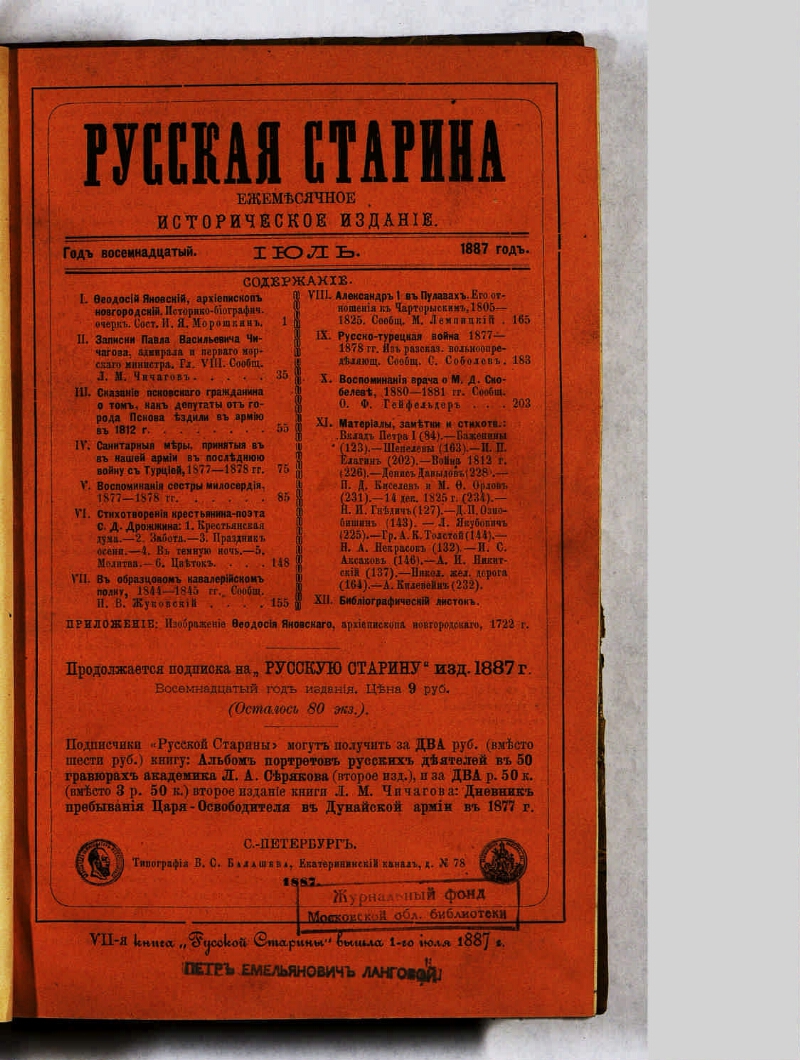 РУССКАЯ СТАРИНА
ЕЖЕМѢСЯЧНОЕ
ИСТОРИЧЕСКОЕ ИЗДАНІЕ.
Годъ восемнадцатый.
ІЮЛЬ.
1887 годъ.
СОДЕРЖАНІЕ.
I. Ѳеодосій Яновскій, архіепископъ
новгородскій. Историко-біографич.
очеркъ. Сост. И. Я. Морошкинъ. 1
II. Записки Павла Васильевича Чи-
чагова, адмирала и перваго мор-
скаго министра. Гл. VIII. Сообщ.
Л. М. Чичаговъ. . . . . . 35
III. Сказаніе псковскаго гражданина
о томъ, какъ депутаты отъ го-
рода Пскова ѣздили въ армію
въ 1812 г. . . . . . . 55
IV. Санитарныя мѣры, принятыя въ
въ нашей арміи въ послѣднюю
войну съ Турціей, 1877—1878 гг. 75
V. Воспоминанія сестры милосердія,
1877—1878 гг. . . . . . . 85
VI. Стихотворенія крестьянина-поэта
С. Д. Дрожжина: 1. Крестьянская
дума.—2. Забота.—3. Праздникъ
осени.—4. Въ темную ночь.—5.
Молитва.—6. Цвѣтокъ. . . . . 148
VII. Въ образцовомъ кавалерійскомъ
полку, 1844—1845 гг. Сообщ.
И. В. Жуковскій . . . . 155
VIII. Александръ I въ Пулавахъ. Его от-
ношенія къ Чарторыскимъ, 1805—
1825. Сообщ. М. Лемпицкій . 165
IX. Русско-турецкая война 1877—
1878 гг. Изъ разсказ. вольноопре-
дѣляющ. Сообщ. С. Соболевъ. 183
X. Воспоминанія врача о М. Д. Ско-
белевѣ, 1880—1881 гг. Сообщ.
О. Ф. Гейфельдеръ . . . 203
XI. Матеріалы, замѣтки и стихотв.:
Вкладъ Петра I (84).—Баженины
(123).—Шепелевы (163).—И. П.
Елагинъ (202).—Война 1812 г.
(226).—Денисъ Давыдовъ (228).—
П. Д. Киселевъ и М. Ѳ. Орловъ
(231).—14 дек. 1825 г. (234).—
Н. И. Гнѣдичъ (127).—Д. П. Озно-
бишинъ (143).—Л. Якубовичъ
(225).—Гр. А. К. Толстой (144).—
Н. А. Некрасовъ (132).—И. С.
Аксаковъ (146).—А. И. Никит-
скій (137).—Никол. жел. дорога
(164).—А. Килевейнъ (232).
XII. Библіографическій листокъ.
ПРИЛОЖЕНІЕ: Изображеніе Ѳеодосія Яновскаго, архіепископа новгородскаго, 1722 г.
Продолжается подписка на „РУССКУЮ СТАРИНУ“ изд. 1887 г.
Восемнадцатый годъ изданія. Цѣна 9 руб.
(Осталось 80 экз.).
Подписчики «Русской Старины» могутъ получить за ДВА руб. (вмѣсто
шести руб.) книгу: Альбомъ портретовъ русскихъ дѣятелей въ 50
гравюрахъ академика Л. А. Сѣрякова (второе изд.), и за ДВА р. 50 к.
(вмѣсто 3 р. 50 к.) второе изданіе книги Л. М. Чичагова: Дневникъ
пребыванія Царя-Освободителя въ Дунайской арміи въ 1877 г.
С.-ПЕТЕРБУРГЪ.
Типографія В. С. Балашева, Екатерининскій каналъ, д. № 78
1887.
Журнальный фонд
Московской обл. библиотеки
VII-я книга „Русской Старины“ вышла 1-го іюля 1887 г.
ПЕТРЪ ЕМЕЛЬЯНОВИЧЪ ЛАНГОВОЙ